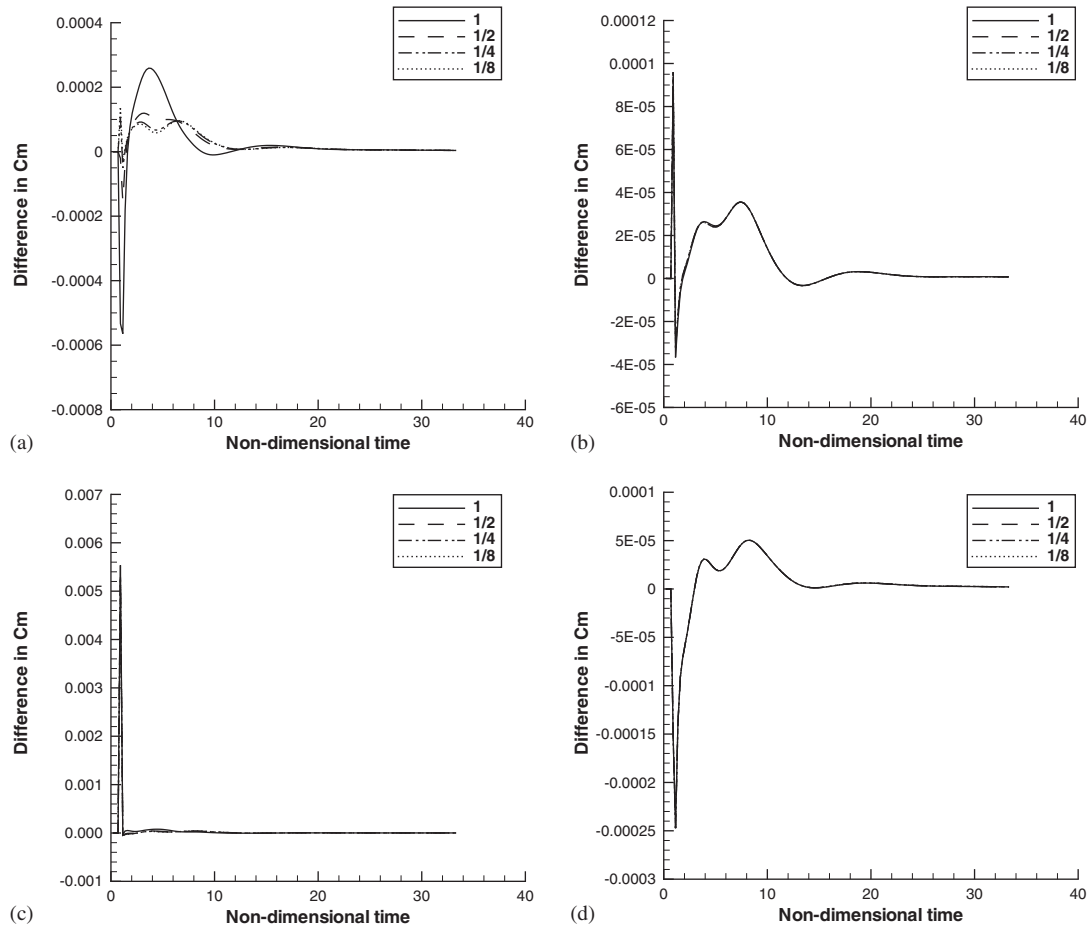 0.0004
0.0002
0
-0.0002
-0.0004
-0.0006
-0.0008
Difference in Cm
0 10 20 30 40
Non-dimensional time
1
1/2
1/4
1/8
(a)
0.00012
0.0001
8E-05
6E-05
4E-05
2E-05
0
-2E-05
-4E-05
6E-05
Difference in Cm
0 10 20 30 40
Non-dimensional time
1
1/2
1/4
1/8
(b)
0.007
0.006
0.005
0.004
0.003
0.002
0.001
0.000
-0.001
Difference in Cm
0 10 20 30 40
Non-dimensional time
1
1/2
1/4
1/8
(c)
0.0001
5E-05
0
-5E-05
-0.0001
-0.00015
-0.0002
-0.00025
-0.0003
Difference in Cm
0 10 20 30 40
Non-dimensional time
1
1/2
1/4
1/8
(d)